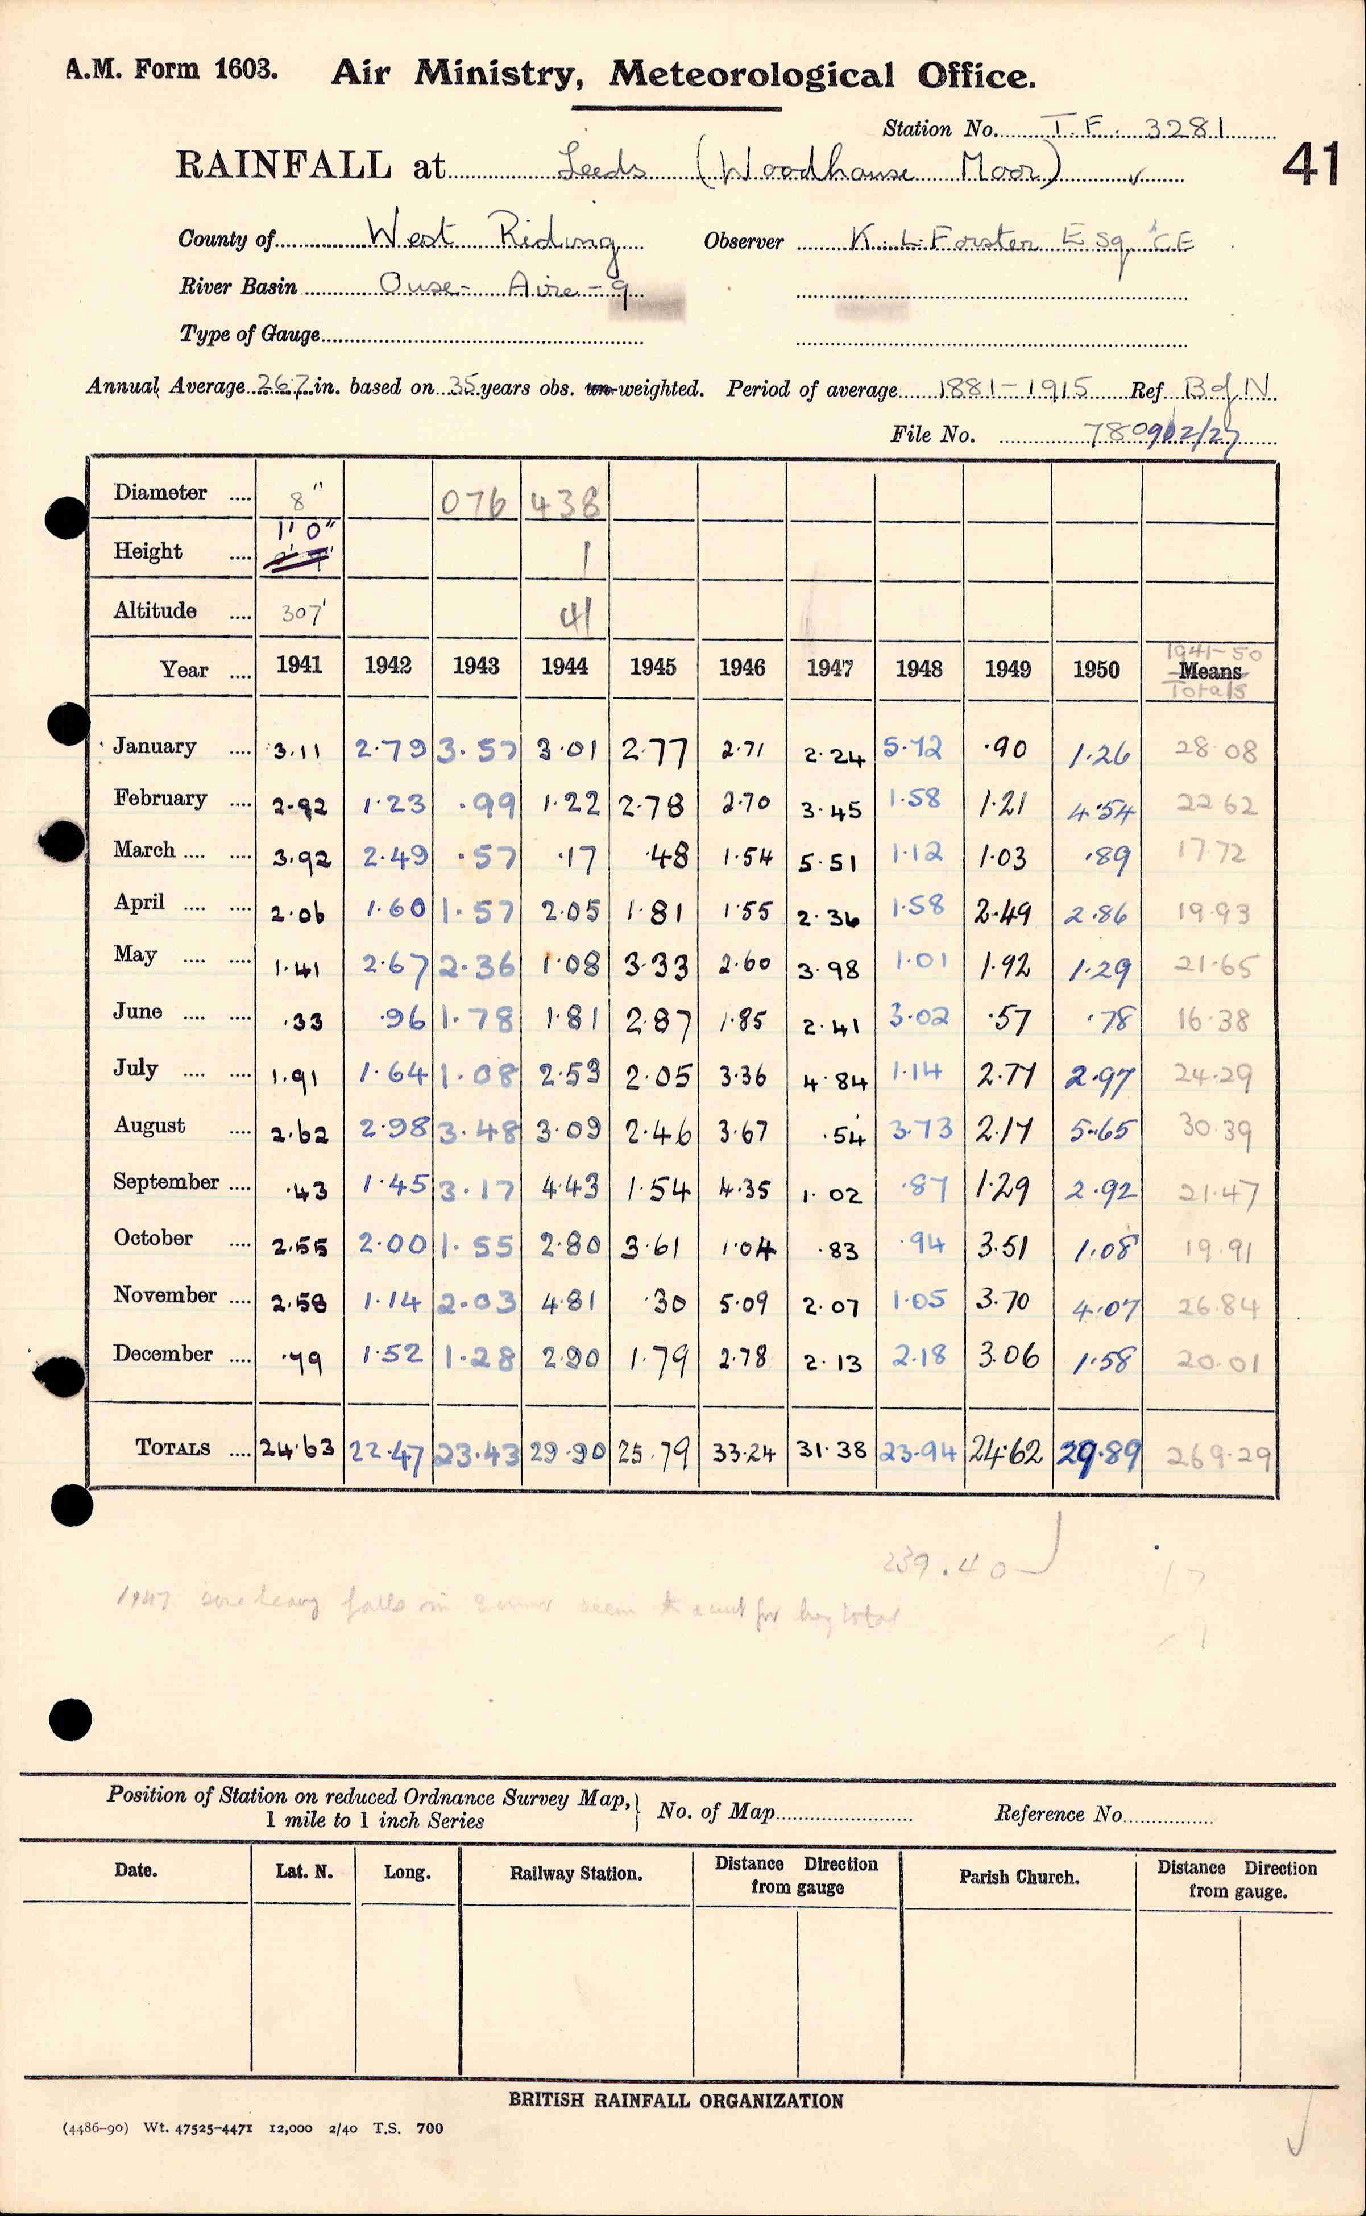 A.M. Form 1603. Air Ministry, Meteorological Office.
Station No. T.F. 3281
41
RAINFALL at Leeds (Woodhouse Moor) ✓
County of West Riding Observer K. L. Forster Esq CE
River Basin Ouse - Aire - 9
Type of Gauge
Annual Average 26.7 in. based on 35 years obs. un-weighted. Period of average 1881-1915 Ref B of N
File No. 780902/27
Diameter 8" 076 438
Height 1' 0" 1
Altitude 307' 41
Year 1941 1942 1943 1944 1945 1946 1947 1948 1949 1950 1941-50 Means Totals
January 3.11 2.79 3.57 3.01 2.77 2.71 2.24 5.72 .90 1.26 28.08
February 2.92 1.23 .99 1.22 2.78 2.70 3.45 1.58 1.21 4.54 22.62
March 3.92 2.49 .57 .17 .48 1.54 5.51 1.12 1.03 .89 17.72
April 2.06 1.60 1.57 2.05 1.81 1.55 2.36 1.58 2.49 2.86 19.93
May 1.41 2.67 2.36 1.08 3.33 2.60 3.98 1.01 1.92 1.29 21.65
June .33 .96 1.78 1.81 2.87 1.85 2.41 3.02 .57 .78 16.38
July 1.91 1.64 1.08 2.53 2.05 3.36 4.84 1.14 2.77 2.97 24.29
August 2.62 2.98 3.48 3.09 2.46 3.67 .54 3.73 2.17 5.65 30.39
September .43 1.45 3.17 4.43 1.54 4.35 1.02 .87 1.29 2.92 21.47
October 2.55 2.00 1.55 2.80 3.61 1.04 .83 .94 3.51 1.08 19.91
November 2.58 1.14 2.03 4.81 .30 5.09 2.07 1.05 3.70 4.07 26.84
December .79 1.52 1.28 2.90 1.79 2.78 2.13 2.18 3.06 1.58 20.01
TOTALS 24.63 22.47 23.43 29.90 25.79 33.24 31.38 23.94 24.62 29.89 269.29
239.40
1947 heavy falls in seem to for total
Position of Station on reduced Ordnance Survey Map, 1 mile to 1 inch Series } No. of Map Reference No.
Date. Lat. N. Long. Railway Station. Distance Direction from gauge Parish Church. Distance Direction from gauge.
BRITISH RAINFALL ORGANIZATION
(4486-90) Wt. 47525-4471 12,000 2/40 T.S. 700